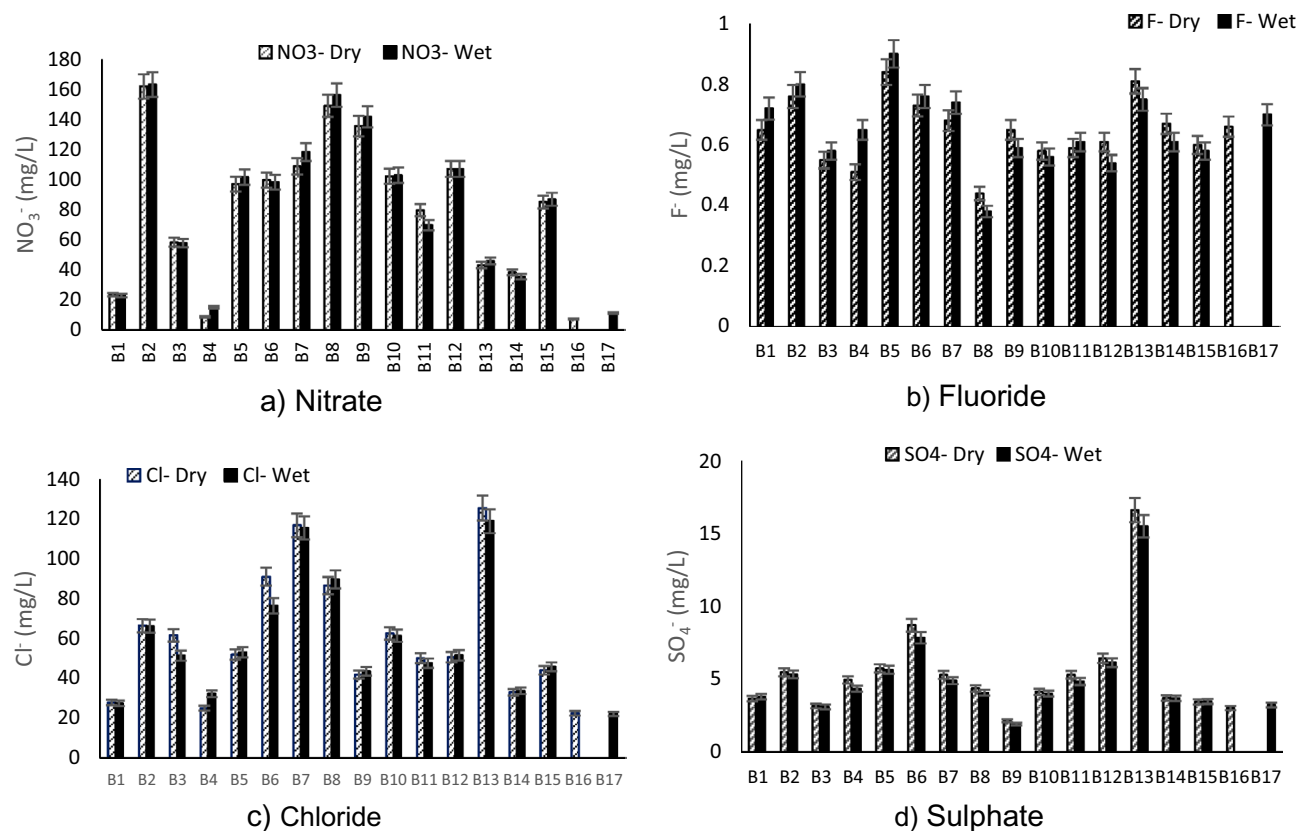 NO3- Dry NO3- Wet
NO₃⁻ (mg/L)
180
160
140
120
100
80
60
40
20
0
B1 B2 B3 B4 B5 B6 B7 B8 B9 B10 B11 B12 B13 B14 B15 B16 B17
a) Nitrate
F- Dry F- Wet
F⁻ (mg/L)
1
0.8
0.6
0.4
0.2
0
B1 B2 B3 B4 B5 B6 B7 B8 B9 B10 B11 B12 B13 B14 B15 B16 B17
b) Fluoride
Cl- Dry Cl- Wet
Cl⁻ (mg/L)
140
120
100
80
60
40
20
0
B1 B2 B3 B4 B5 B6 B7 B8 B9 B10 B11 B12 B13 B14 B15 B16 B17
c) Chloride
SO4- Dry SO4- Wet
SO₄⁻ (mg/L)
20
15
10
5
0
B1 B2 B3 B4 B5 B6 B7 B8 B9 B10 B11 B12 B13 B14 B15 B16 B17
d) Sulphate